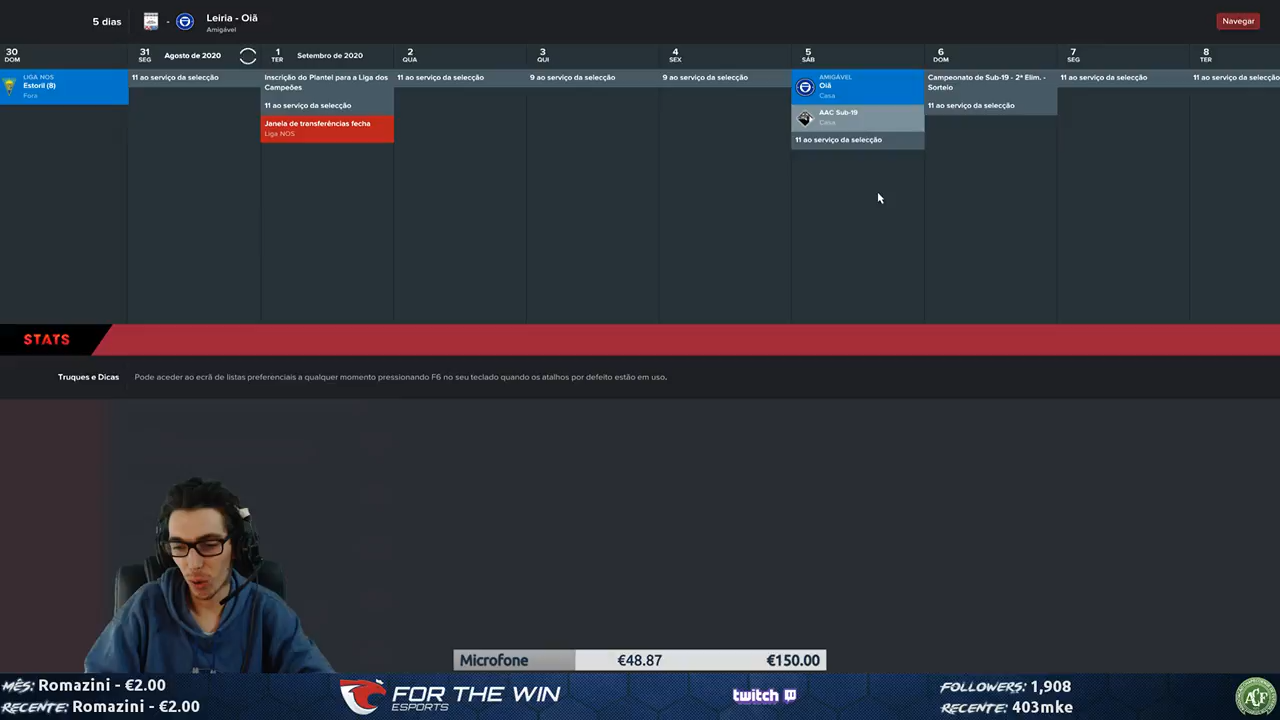 5 dias
Leiria - Oiã
Amigável
Navegar
30
DOM
31
SEG
Agosto de 2020
1
TER
Setembro de 2020
2
QUA
3
QUI
4
SEX
5
SÁB
6
DOM
7
SEG
8
TER
LIGA NOS
Estoril (8)
Fora
11 ao serviço da selecção
Inscrição do Plantel para a Liga dos
Campeões
11 ao serviço da selecção
Janela de transferências fecha
Liga NOS
11 ao serviço da selecção
9 ao serviço da selecção
9 ao serviço da selecção
AMIGÁVEL
Oiã
Casa
AAC Sub-19
Casa
11 ao serviço da selecção
Campeonato de Sub-19 - 2ª Elim. -
Sorteio
11 ao serviço da selecção
11 ao serviço da selecção
11 ao serviço da selecção
STATS
Truques e Dicas
Pode aceder ao ecrã de listas preferenciais a qualquer momento pressionando F6 no seu teclado quando os atalhos por defeito estão em uso.
Microfone €48.87 €150.00
MÊS: Romazini - €2.00
RECENTE: Romazini - €2.00
FOR THE WIN
ESPORTS
twitch
FOLLOWERS: 1,908
RECENTE: 403mke
ACF